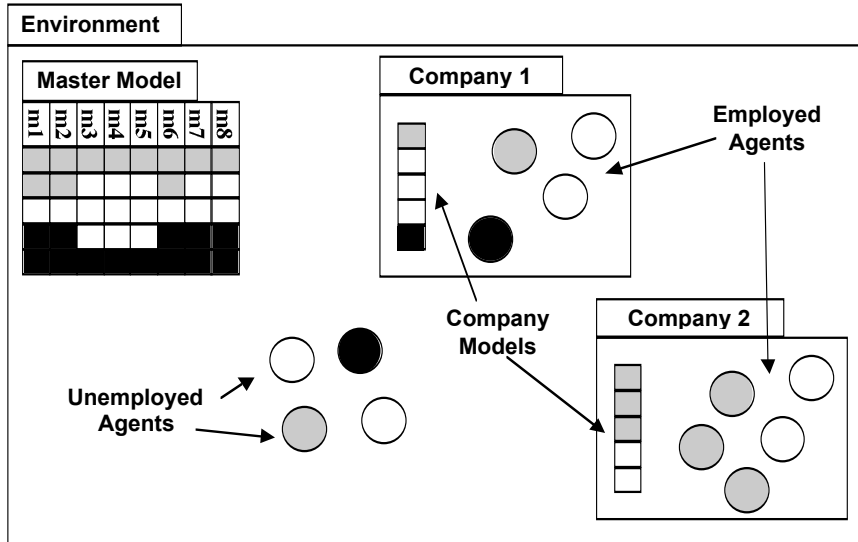 Environment
Master Model
m1 m2 m3 m4 m5 m6 m7 m8
Company 1
Employed
Agents
Company
Models
Company 2
Unemployed
Agents